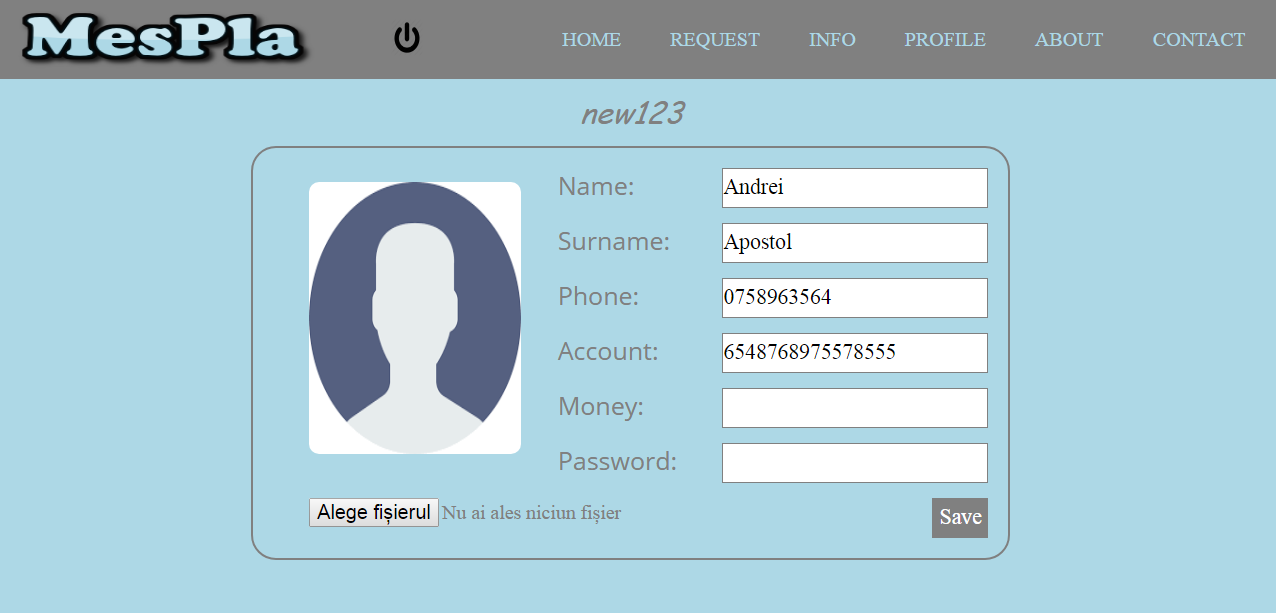 MesPla HOME REQUEST INFO PROFILE ABOUT CONTACT
new123
Name: Andrei
Surname: Apostol
Phone: 0758963564
Account: 6548768975578555
Money:
Password:
Alege fișierul Nu ai ales niciun fișier Save